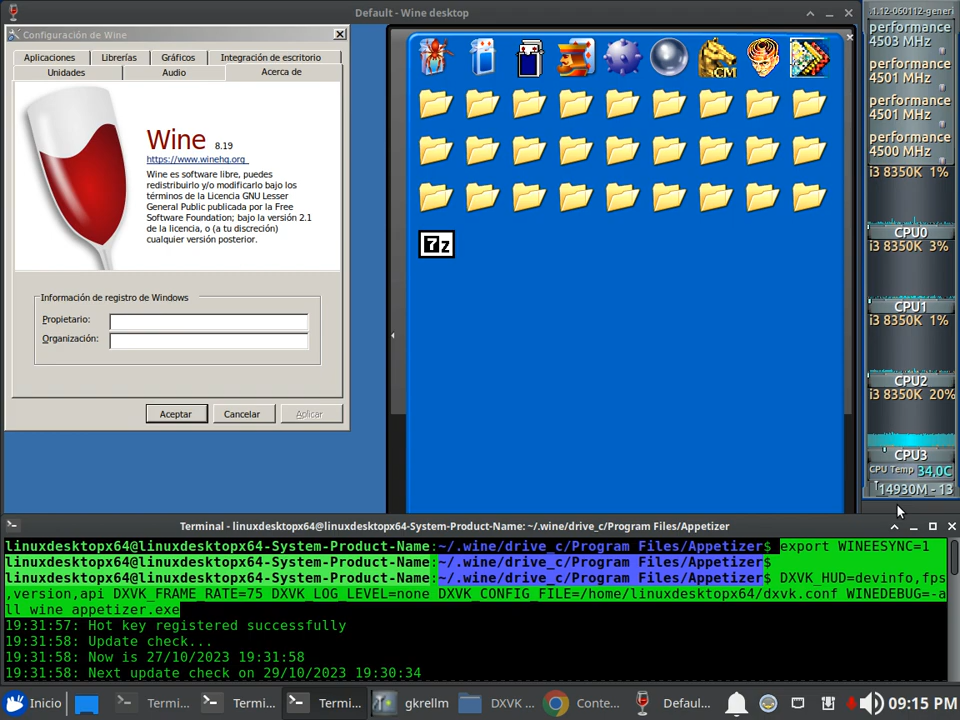 Default - Wine desktop
Configuración de Wine
Aplicaciones
Librerías
Gráficos
Integración de escritorio
Unidades
Audio
Acerca de
Wine 8.19
https://www.winehq.org
Wine es software libre, puedes
redistribuirlo y/o modificarlo bajo los
términos de la Licencia GNU Lesser
General Public publicada por la Free
Software Foundation; bajo la versión 2.1
de la licencia, o (a tu discreción)
cualquier versión posterior.
Información de registro de Windows
Propietario:
Organización:
Aceptar
Cancelar
Aplicar
CM
7z
.1.12-060112-generi
performance
4503 MHz
performance
4501 MHz
performance
4501 MHz
performance
4500 MHz
i3 8350K 1%
CPU0
i3 8350K 3%
CPU1
i3 8350K 1%
CPU2
i3 8350K 20%
CPU3
CPU Temp 34,0C
14930M - 13
Terminal - linuxdesktopx64@linuxdesktopx64-System-Product-Name: ~/.wine/drive_c/Program Files/Appetizer
linuxdesktopx64@linuxdesktopx64-System-Product-Name:~/.wine/drive_c/Program Files/Appetizer$ export WINEESYNC=1
linuxdesktopx64@linuxdesktopx64-System-Product-Name:~/.wine/drive_c/Program Files/Appetizer$
linuxdesktopx64@linuxdesktopx64-System-Product-Name:~/.wine/drive_c/Program Files/Appetizer$ DXVK_HUD=devinfo,fps
,version,api DXVK_FRAME_RATE=75 DXVK_LOG_LEVEL=none DXVK_CONFIG_FILE=/home/linuxdesktopx64/dxvk.conf WINEDEBUG=-a
ll wine appetizer.exe
19:31:57: Hot key registered successfully
19:31:58: Update check...
19:31:58: Now is 27/10/2023 19:31:58
19:31:58: Next update check on 29/10/2023 19:30:34
Inicio
Termi...
Termi...
Termi...
gkrellm
DXVK ...
Conte...
Defau...
09:15 PM